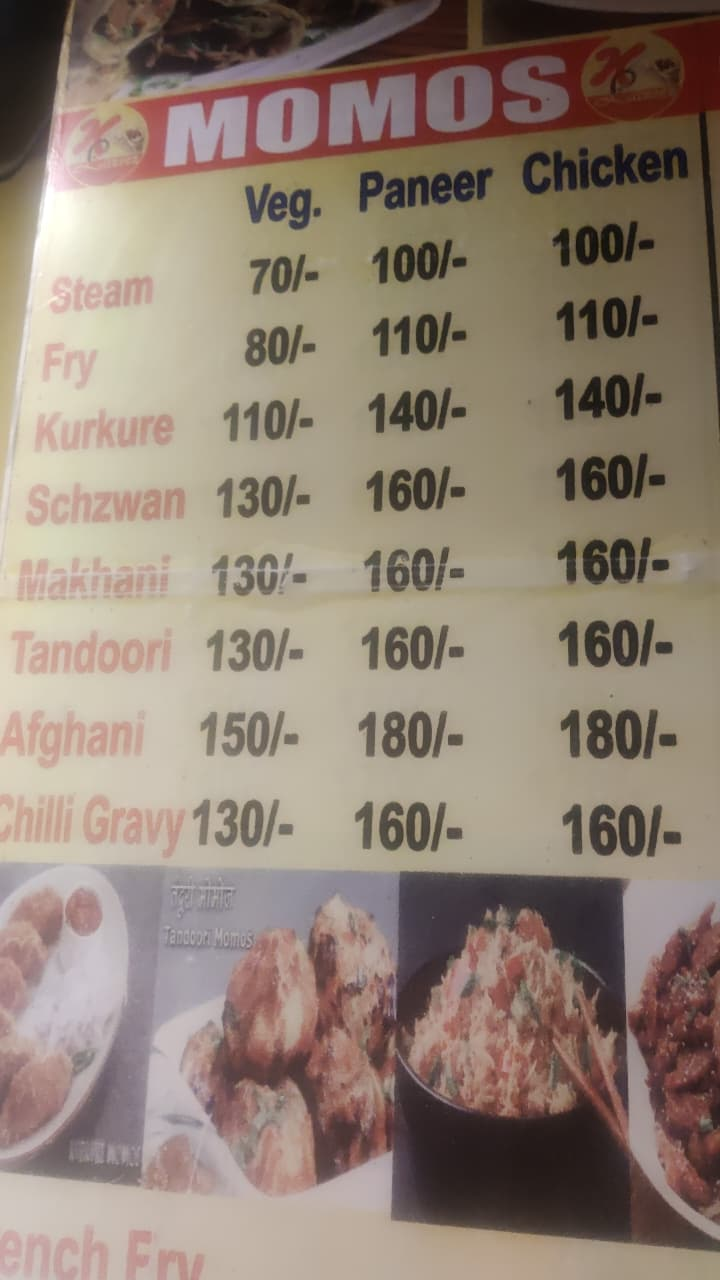 MOMOS
Veg. Paneer Chicken
Steam 70/- 100/- 100/-
Fry 80/- 110/- 110/-
Kurkure 110/- 140/- 140/-
Schzwan 130/- 160/- 160/-
Makhani 130/- 160/- 160/-
Tandoori 130/- 160/- 160/-
Afghani 150/- 180/- 180/-
Chilli Gravy 130/- 160/- 160/-
तंदूरी मोमोज
Tandoori Momos
ench Fry